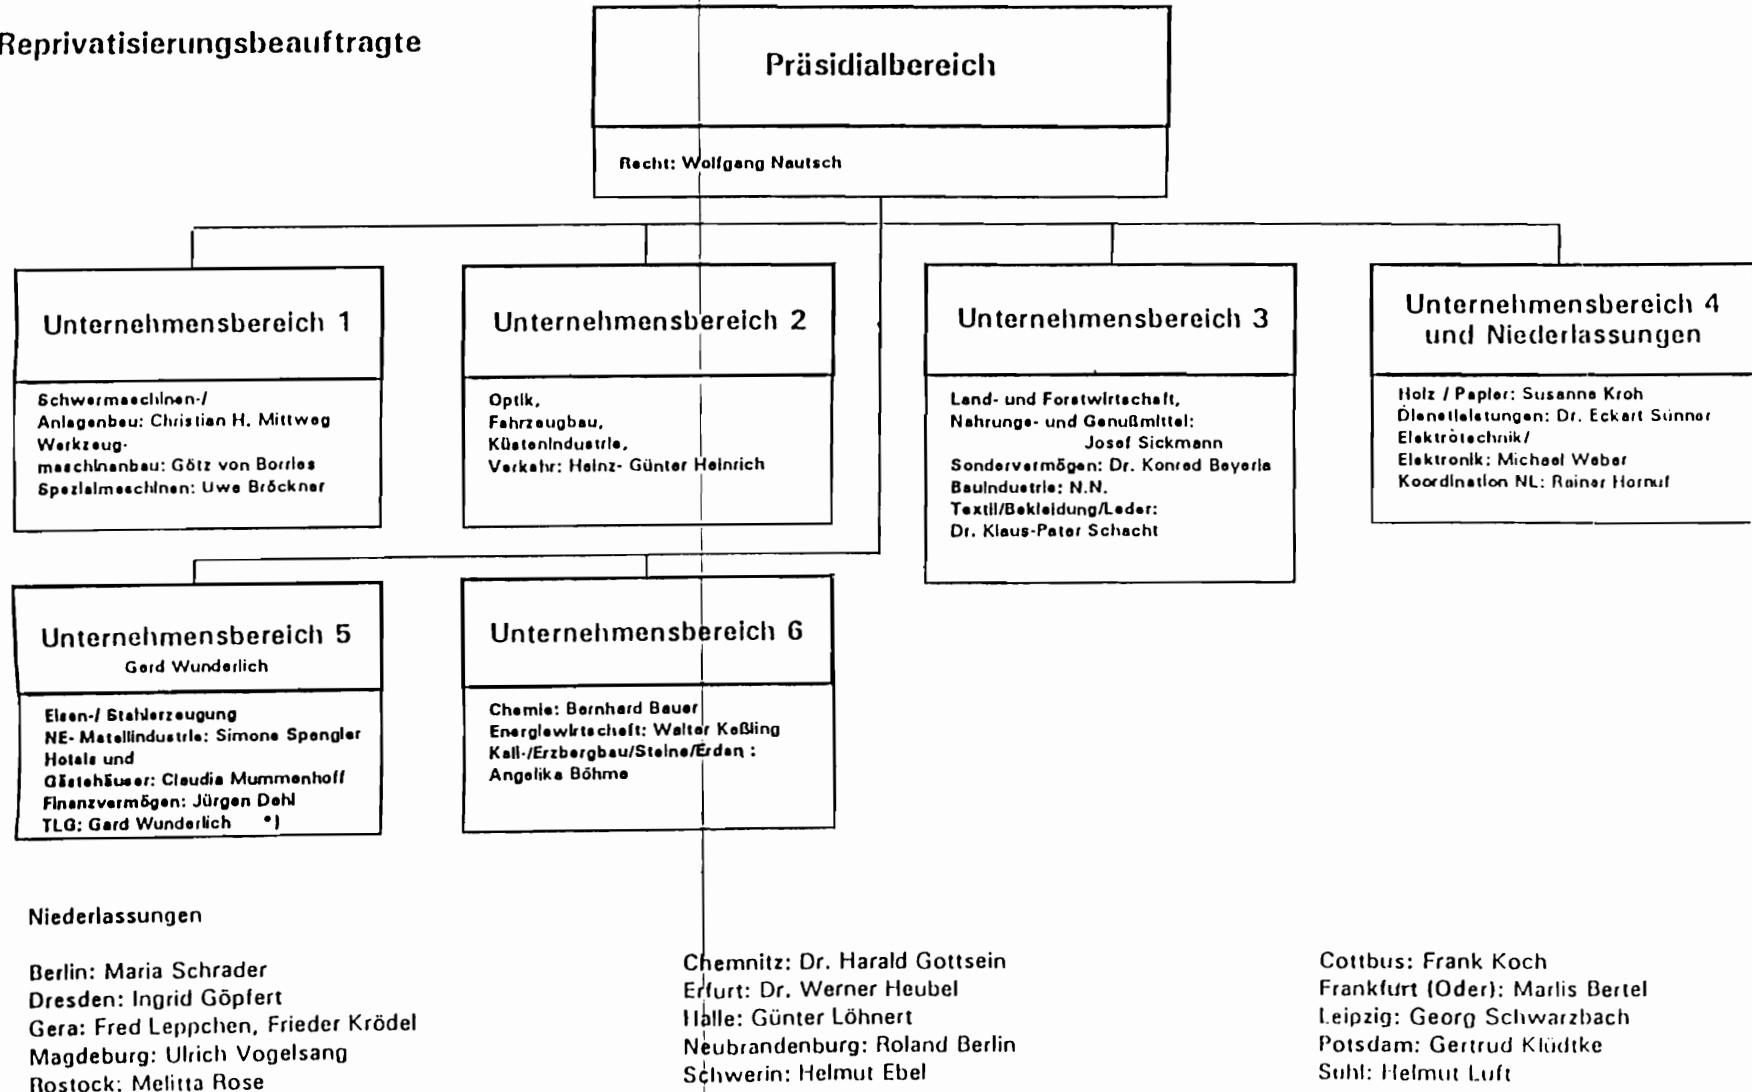 Reprivatisierungsbeauftragte
Präsidialbereich
Recht: Wolfgang Nautsch
Unternehmensbereich 1
Schwermaschinen-/
Anlagenbau: Christian H. Mittweg
Werkzeug-
maschinenbau: Götz von Borries
Spezialmaschinen: Uwe Bröckner
Unternehmensbereich 2
Optik,
Fahrzeugbau,
Küstenindustrie,
Verkehr: Heinz- Günter Heinrich
Unternehmensbereich 3
Land- und Forstwirtschaft,
Nahrungs- und Genußmittel:
Josef Sickmann
Sondervermögen: Dr. Konrad Bayerle
Bauindustrie: N.N.
Textil/Bekleidung/Leder:
Dr. Klaus-Peter Schacht
Unternehmensbereich 4
und Niederlassungen
Holz / Papier: Susanne Kroh
Dienstleistungen: Dr. Eckart Sünner
Elektrotechnik/
Elektronik: Michael Weber
Koordination NL: Rainer Hornuf
Unternehmensbereich 5
Gerd Wunderlich
Eisen-/ Stahlerzeugung
NE- Metallindustrie: Simone Spengler
Hotels und
Gästehäuser: Claudia Mummenhoff
Finanzvermögen: Jürgen Dehl
TLG: Gerd Wunderlich *)
Unternehmensbereich 6
Chemie: Bernhard Bauer
Energiewirtschaft: Walter Keßling
Kali-/Erzbergbau/Steine/Erden :
Angelika Böhme
Niederlassungen
Berlin: Maria Schrader
Dresden: Ingrid Göpfert
Gera: Fred Leppchen, Frieder Krödel
Magdeburg: Ulrich Vogelsang
Rostock: Melitta Rose
Chemnitz: Dr. Harald Gottsein
Erfurt: Dr. Werner Heubel
Halle: Günter Löhnert
Neubrandenburg: Roland Berlin
Schwerin: Helmut Ebel
Cottbus: Frank Koch
Frankfurt (Oder): Marlis Bertel
Leipzig: Georg Schwarzbach
Potsdam: Gertrud Klüdtke
Suhl: Helmut Luft